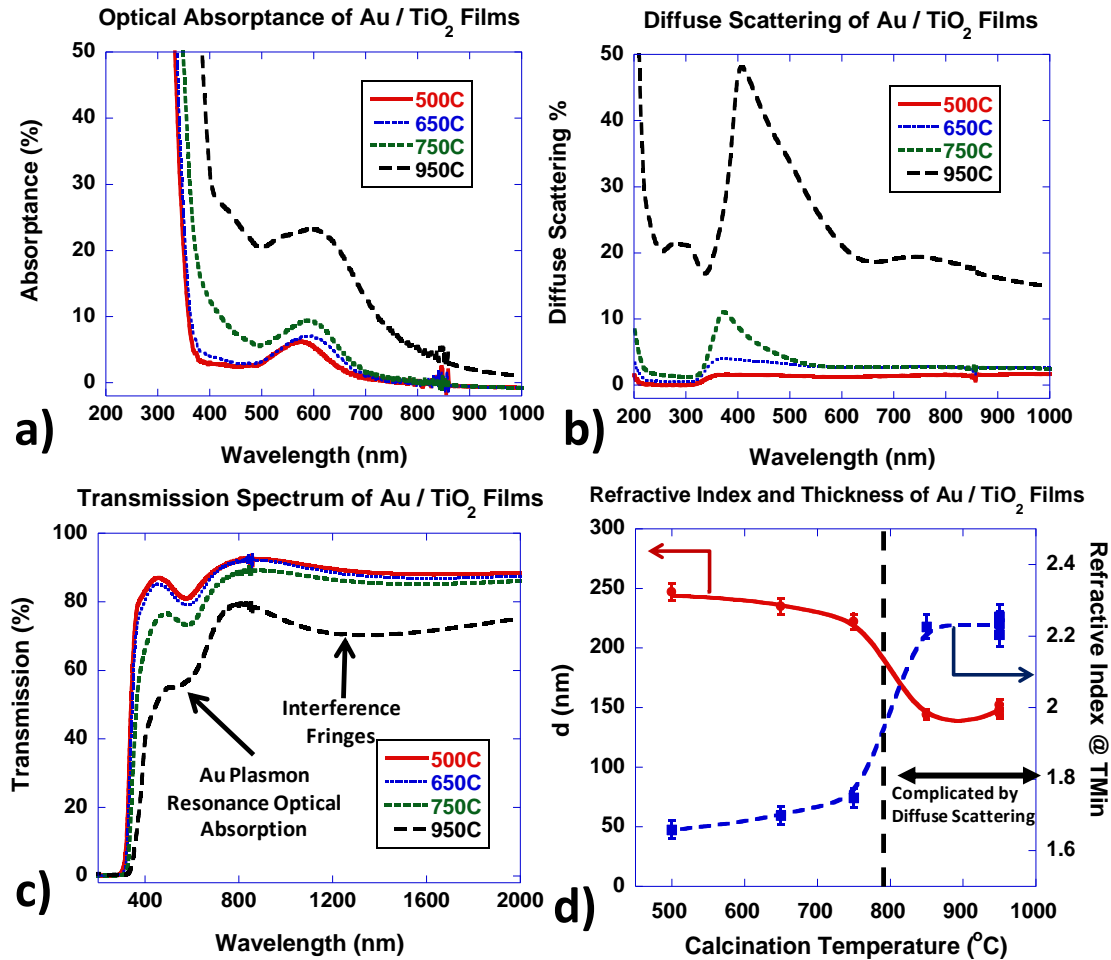 Optical Absorptance of Au / TiO2 Films
50
40
30
20
10
0
Absorptance (%)
500C
650C
750C
950C
200 300 400 500 600 700 800 900 1000
Wavelength (nm)
a)
Diffuse Scattering of Au / TiO2 Films
50
40
30
20
10
0
Diffuse Scattering %
500C
650C
750C
950C
200 300 400 500 600 700 800 900 1000
Wavelength (nm)
b)
Transmission Spectrum of Au / TiO2 Films
100
80
60
40
20
0
Transmission (%)
Interference
Fringes
Au Plasmon
Resonance Optical
Absorption
500C
650C
750C
950C
400 800 1200 1600 2000
Wavelength (nm)
c)
Refractive Index and Thickness of Au / TiO2 Films
300
250
200
150
100
50
0
d (nm)
2.4
2.2
2
1.8
1.6
Refractive Index @ TMin
Complicated by
Diffuse Scattering
500 600 700 800 900 1000
Calcination Temperature (°C)
d)